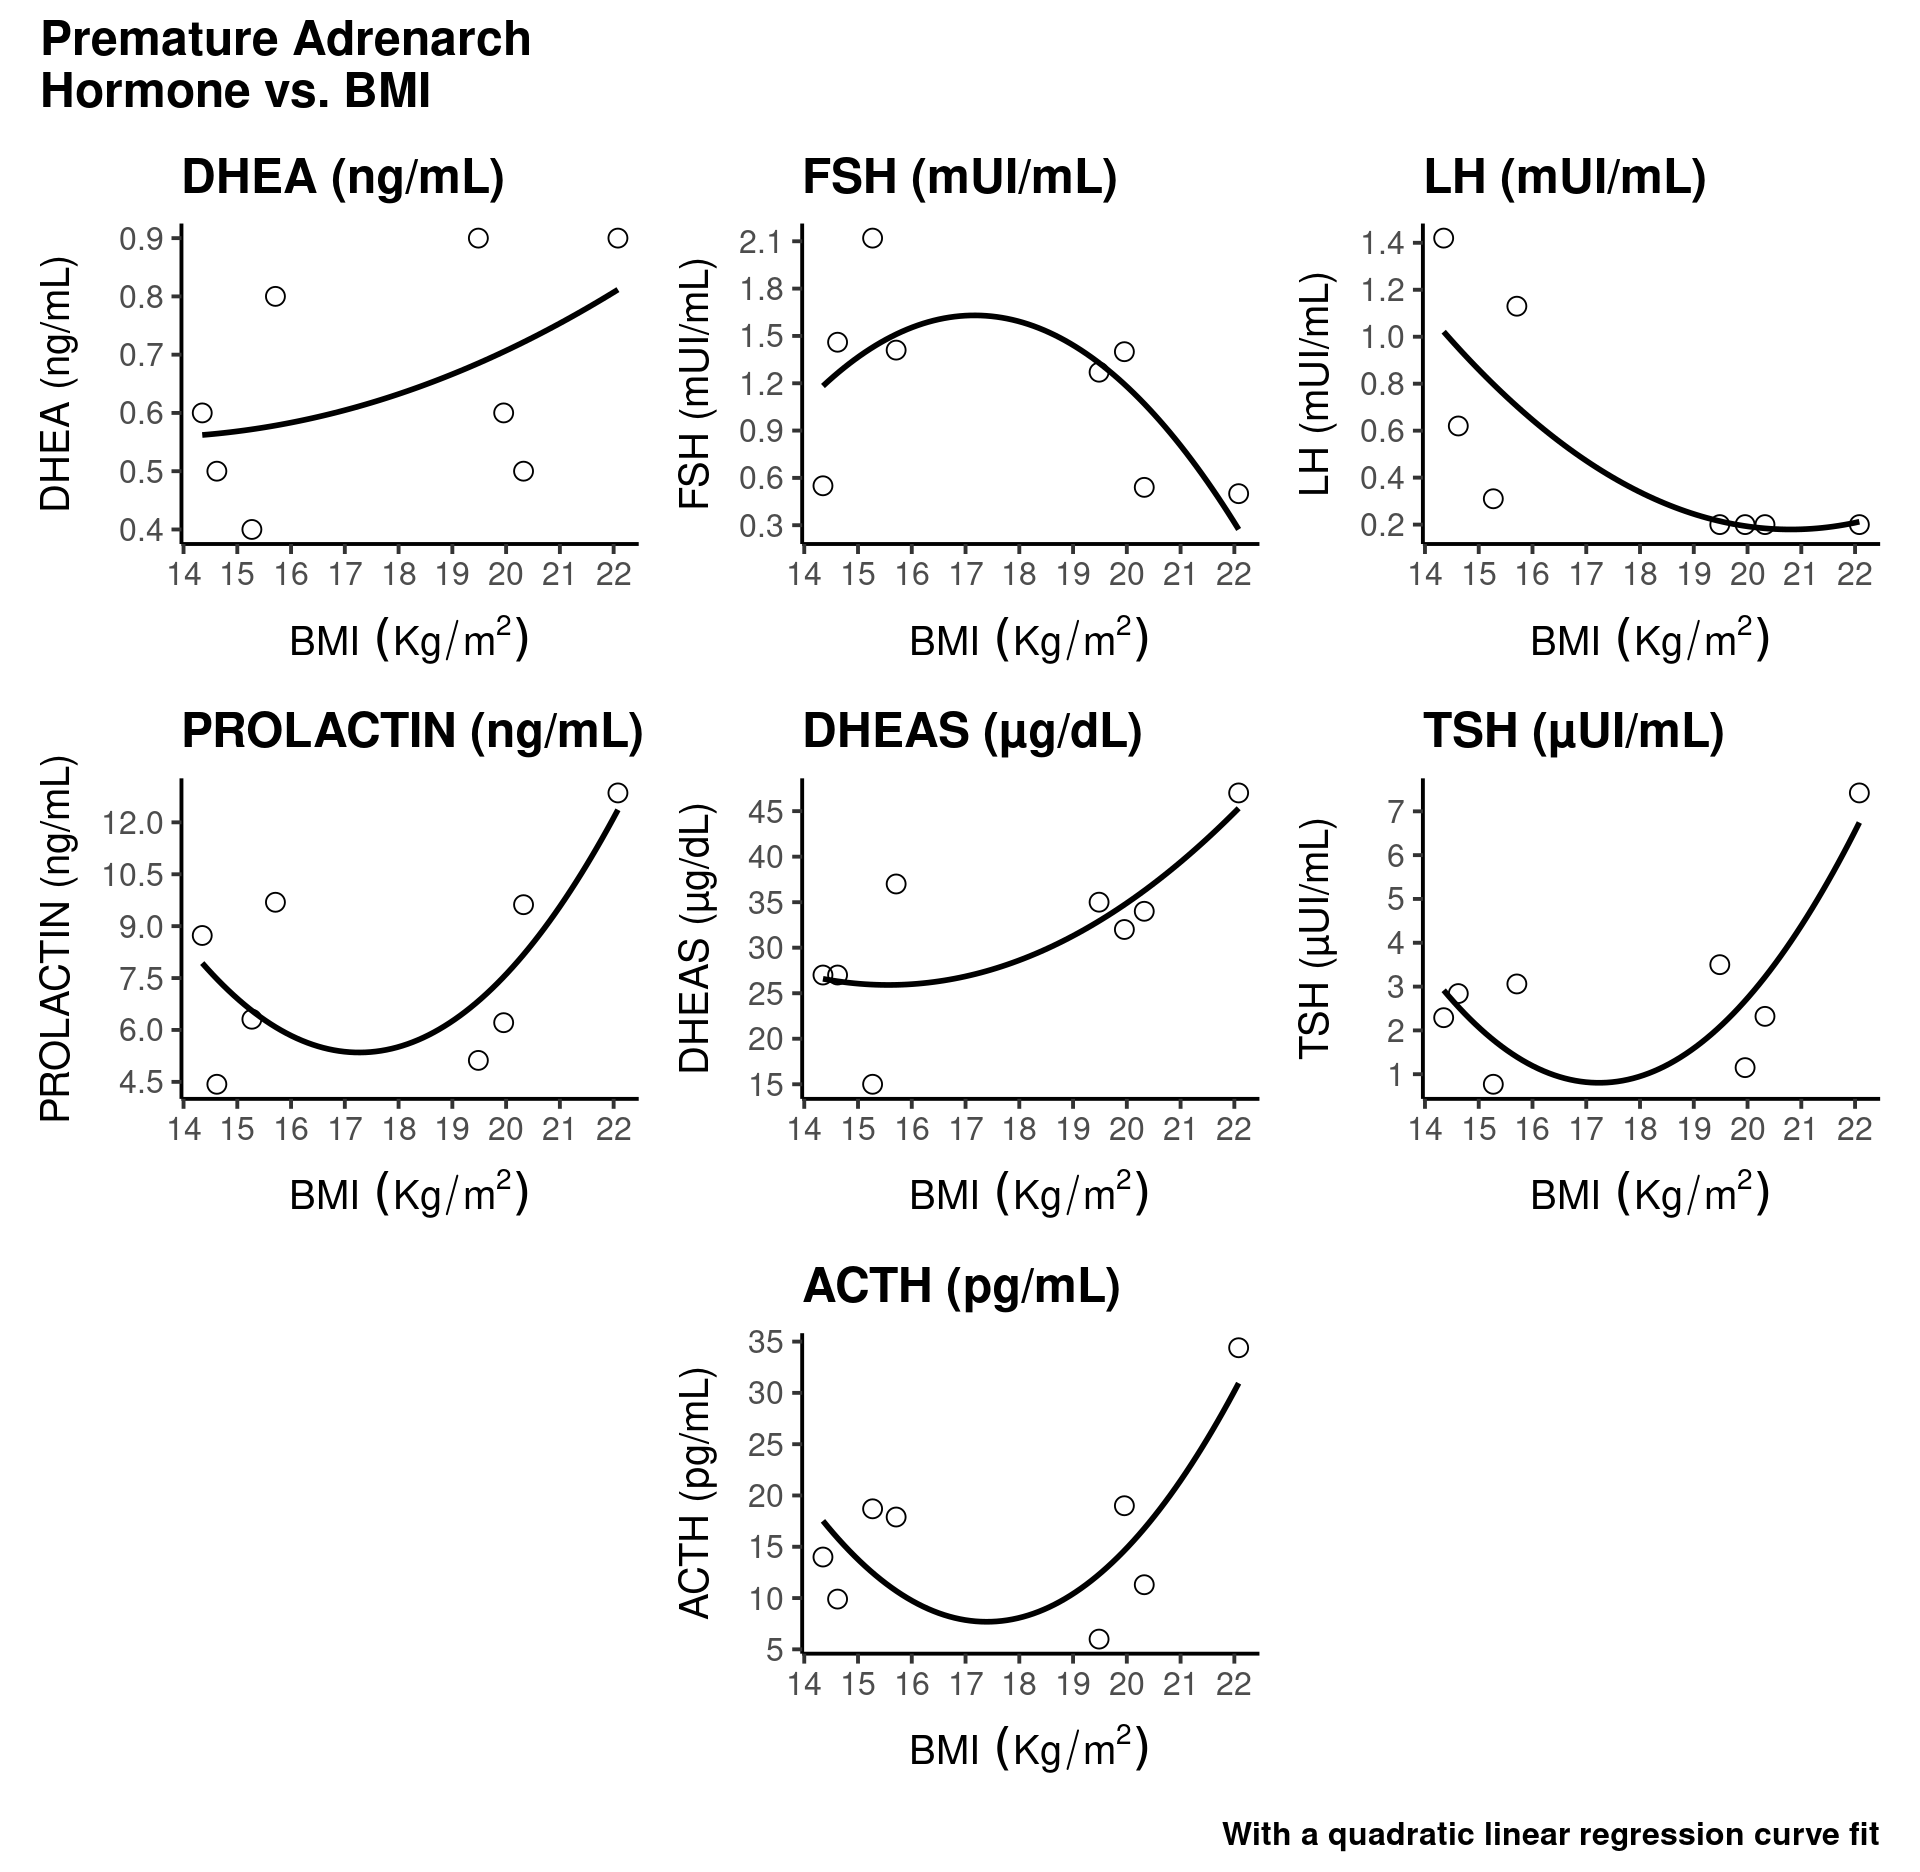 Premature Adrenarch
Hormone vs. BMI
DHEA (ng/mL)
DHEA (ng/mL)
0.9
0.8
0.7
0.6
0.5
0.4
14 15 16 17 18 19 20 21 22
BMI (Kg/m²)
FSH (mUI/mL)
FSH (mUI/mL)
2.1
1.8
1.5
1.2
0.9
0.6
0.3
14 15 16 17 18 19 20 21 22
BMI (Kg/m²)
LH (mUI/mL)
LH (mUI/mL)
1.4
1.2
1.0
0.8
0.6
0.4
0.2
14 15 16 17 18 19 20 21 22
BMI (Kg/m²)
PROLACTIN (ng/mL)
PROLACTIN (ng/mL)
12.0
10.5
9.0
7.5
6.0
4.5
14 15 16 17 18 19 20 21 22
BMI (Kg/m²)
DHEAS (µg/dL)
DHEAS (µg/dL)
45
40
35
30
25
20
15
14 15 16 17 18 19 20 21 22
BMI (Kg/m²)
TSH (µUI/mL)
TSH (µUI/mL)
7
6
5
4
3
2
1
14 15 16 17 18 19 20 21 22
BMI (Kg/m²)
ACTH (pg/mL)
ACTH (pg/mL)
35
30
25
20
15
10
5
14 15 16 17 18 19 20 21 22
BMI (Kg/m²)
With a quadratic linear regression curve fit